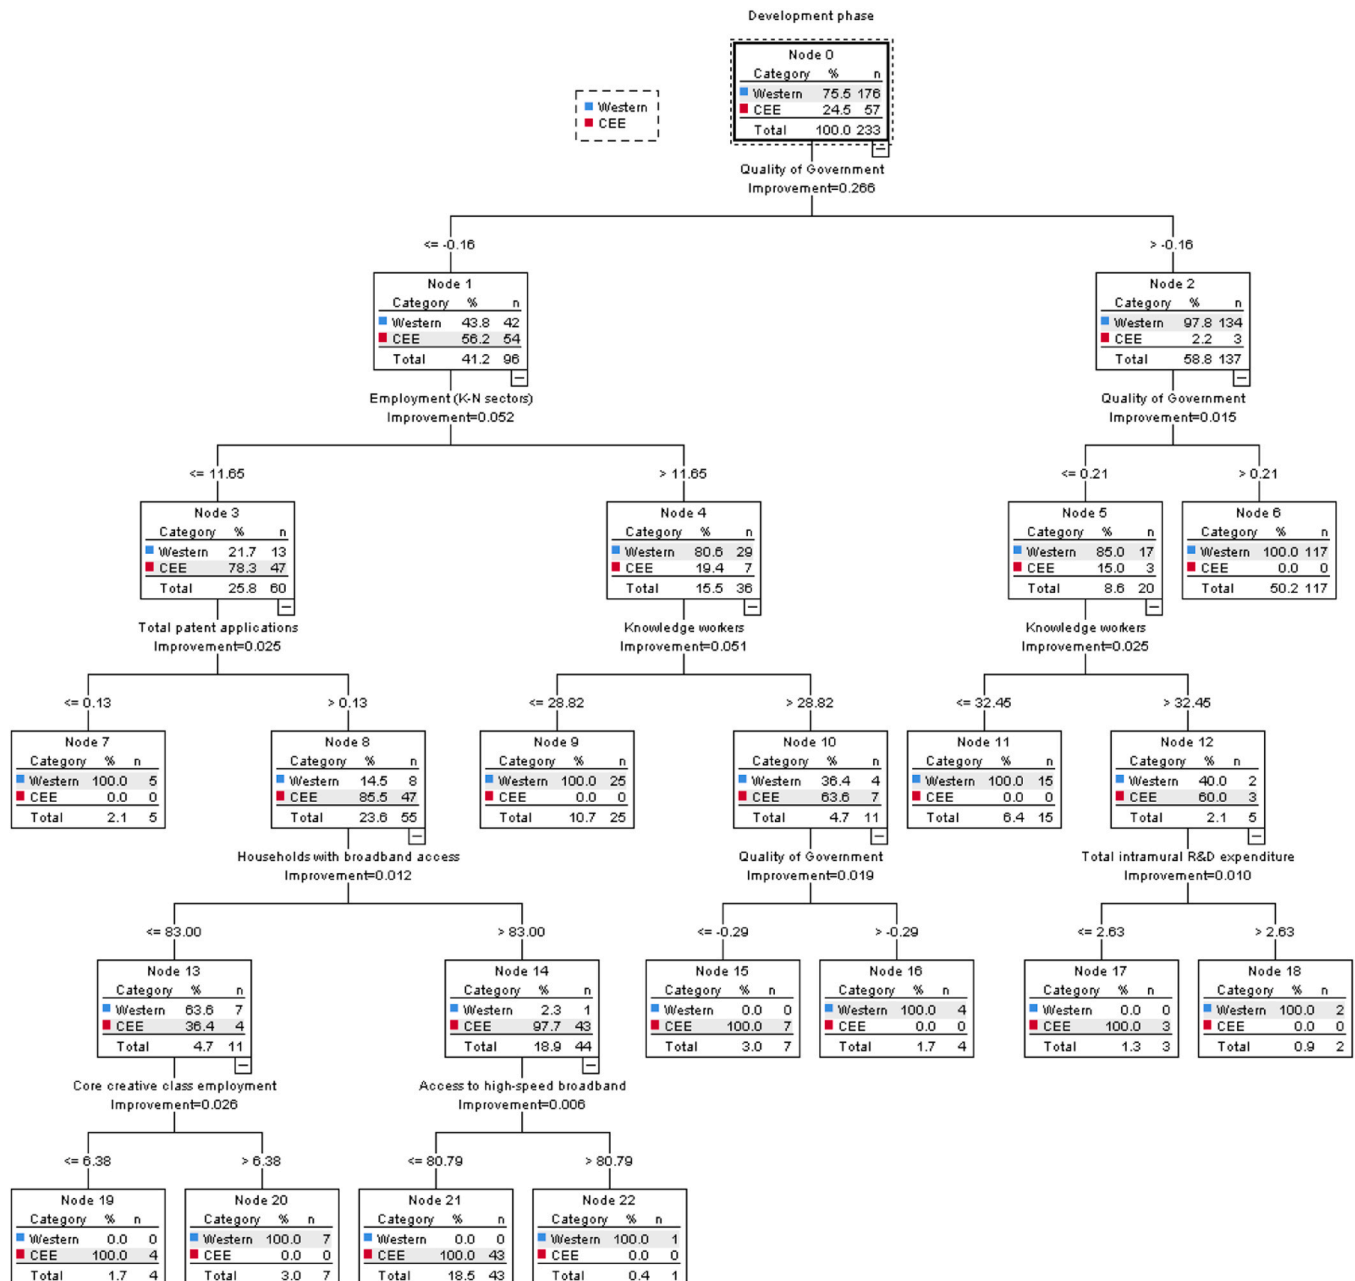 Development phase
Western
CEE
Node 0
Category % n
Western 75.5 176
CEE 24.5 57
Total 100.0 233
Quality of Government
Improvement=0.266
<= -0.16
> -0.16
Node 1
Category % n
Western 43.8 42
CEE 56.2 54
Total 41.2 96
Node 2
Category % n
Western 97.8 134
CEE 2.2 3
Total 58.8 137
Employment (K-N sectors)
Improvement=0.052
Quality of Government
Improvement=0.015
<= 11.65
> 11.65
<= 0.21
> 0.21
Node 3
Category % n
Western 21.7 13
CEE 78.3 47
Total 25.8 60
Node 4
Category % n
Western 80.6 29
CEE 19.4 7
Total 15.5 36
Node 5
Category % n
Western 85.0 17
CEE 15.0 3
Total 8.6 20
Node 6
Category % n
Western 100.0 117
CEE 0.0 0
Total 50.2 117
Total patent applications
Improvement=0.025
Knowledge workers
Improvement=0.051
Knowledge workers
Improvement=0.025
<= 0.13
> 0.13
<= 28.82
> 28.82
<= 32.45
> 32.45
Node 7
Category % n
Western 100.0 5
CEE 0.0 0
Total 2.1 5
Node 8
Category % n
Western 14.5 8
CEE 85.5 47
Total 23.6 55
Node 9
Category % n
Western 100.0 25
CEE 0.0 0
Total 10.7 25
Node 10
Category % n
Western 36.4 4
CEE 63.6 7
Total 4.7 11
Node 11
Category % n
Western 100.0 15
CEE 0.0 0
Total 6.4 15
Node 12
Category % n
Western 40.0 2
CEE 60.0 3
Total 2.1 5
Households with broadband access
Improvement=0.012
Quality of Government
Improvement=0.019
Total intramural R&D expenditure
Improvement=0.010
<= 83.00
> 83.00
<= -0.29
> -0.29
<= 2.63
> 2.63
Node 13
Category % n
Western 63.6 7
CEE 36.4 4
Total 4.7 11
Node 14
Category % n
Western 2.3 1
CEE 97.7 43
Total 18.9 44
Node 15
Category % n
Western 0.0 0
CEE 100.0 7
Total 3.0 7
Node 16
Category % n
Western 100.0 4
CEE 0.0 0
Total 1.7 4
Node 17
Category % n
Western 0.0 0
CEE 100.0 3
Total 1.3 3
Node 18
Category % n
Western 100.0 2
CEE 0.0 0
Total 0.9 2
Core creative class employment
Improvement=0.026
Access to high-speed broadband
Improvement=0.006
<= 6.38
> 6.38
<= 80.79
> 80.79
Node 19
Category % n
Western 0.0 0
CEE 100.0 4
Total 1.7 4
Node 20
Category % n
Western 100.0 7
CEE 0.0 0
Total 3.0 7
Node 21
Category % n
Western 0.0 0
CEE 100.0 43
Total 18.5 43
Node 22
Category % n
Western 100.0 1
CEE 0.0 0
Total 0.4 1